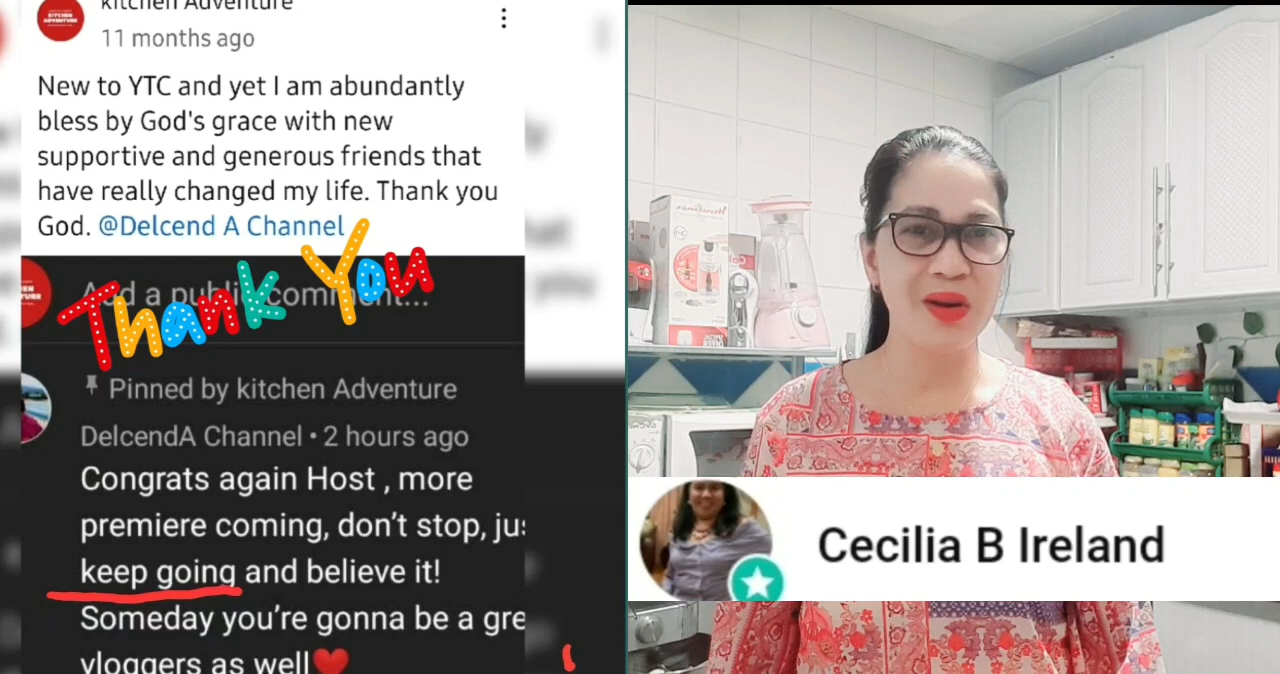 kitchen Adventure
11 months ago
New to YTC and yet I am abundantly
bless by God's grace with new
supportive and generous friends that
have really changed my life. Thank you
God. @Delcend A Channel
Thank You
Add a public comment...
Pinned by kitchen Adventure
DelcendA Channel • 2 hours ago
Congrats again Host , more
premiere coming, don't stop, jus
keep going and believe it!
Someday you're gonna be a gre
vloggers as well❤
Cecilia B Ireland
KITCHEN
ADVENTURE